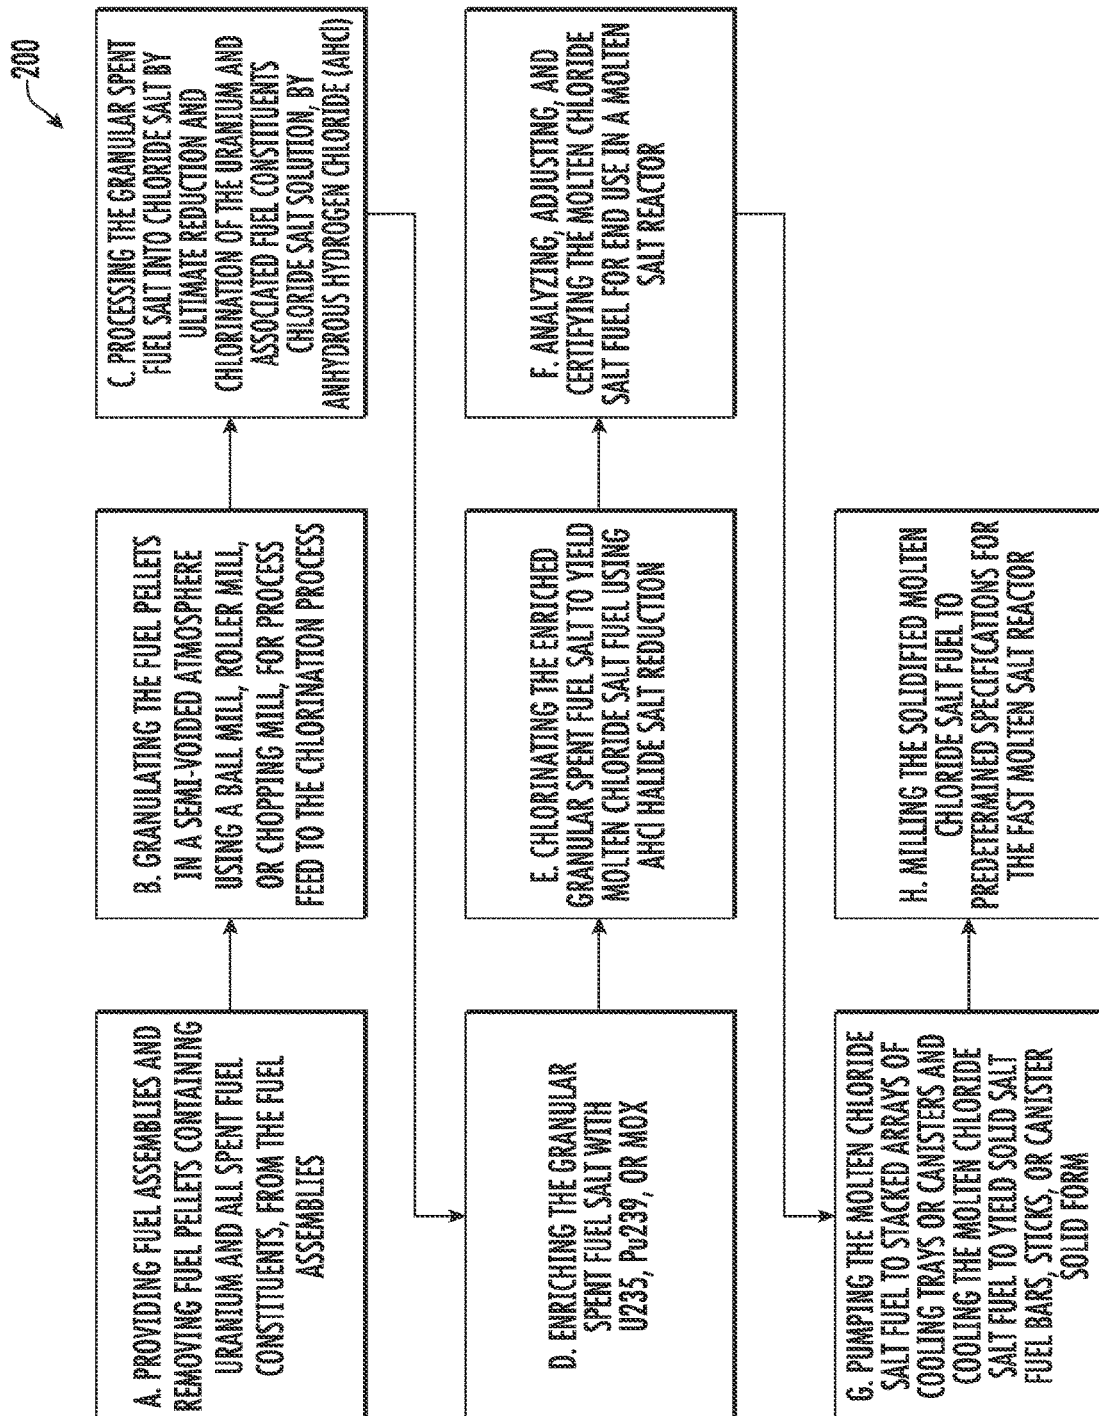 200
A. PROVIDING FUEL ASSEMBLIES AND
REMOVING FUEL PELLETS CONTAINING
URANIUM AND ALL SPENT FUEL
CONSTITUENTS, FROM THE FUEL
ASSEMBLIES
B. GRANULATING THE FUEL PELLETS
IN A SEMI-VOIDED ATMOSPHERE
USING A BALL MILL, ROLLER MILL,
OR CHOPPING MILL, FOR PROCESS
FEED TO THE CHLORINATION PROCESS
C. PROCESSING THE GRANULAR SPENT
FUEL SALT INTO CHLORIDE SALT BY
ULTIMATE REDUCTION AND
CHLORINATION OF THE URANIUM AND
ASSOCIATED FUEL CONSTITUENTS
CHLORIDE SALT SOLUTION, BY
ANHYDROUS HYDROGEN CHLORIDE (AHCl)
D. ENRICHING THE GRANULAR
SPENT FUEL SALT WITH
U235, Pu239, OR MOX
E. CHLORINATING THE ENRICHED
GRANULAR SPENT FUEL SALT TO YIELD
MOLTEN CHLORIDE SALT FUEL USING
AHCl HALIDE SALT REDUCTION
F. ANALYZING, ADJUSTING, AND
CERTIFYING THE MOLTEN CHLORIDE
SALT FUEL FOR END USE IN A MOLTEN
SALT REACTOR
G. PUMPING THE MOLTEN CHLORIDE
SALT FUEL TO STACKED ARRAYS OF
COOLING TRAYS OR CANISTERS AND
COOLING THE MOLTEN CHLORIDE
SALT FUEL TO YIELD SOLID SALT
FUEL BARS, STICKS, OR CANISTER
SOLID FORM
H. MILLING THE SOLIDIFIED MOLTEN
CHLORIDE SALT FUEL TO
PREDETERMINED SPECIFICATIONS FOR
THE FAST MOLTEN SALT REACTOR